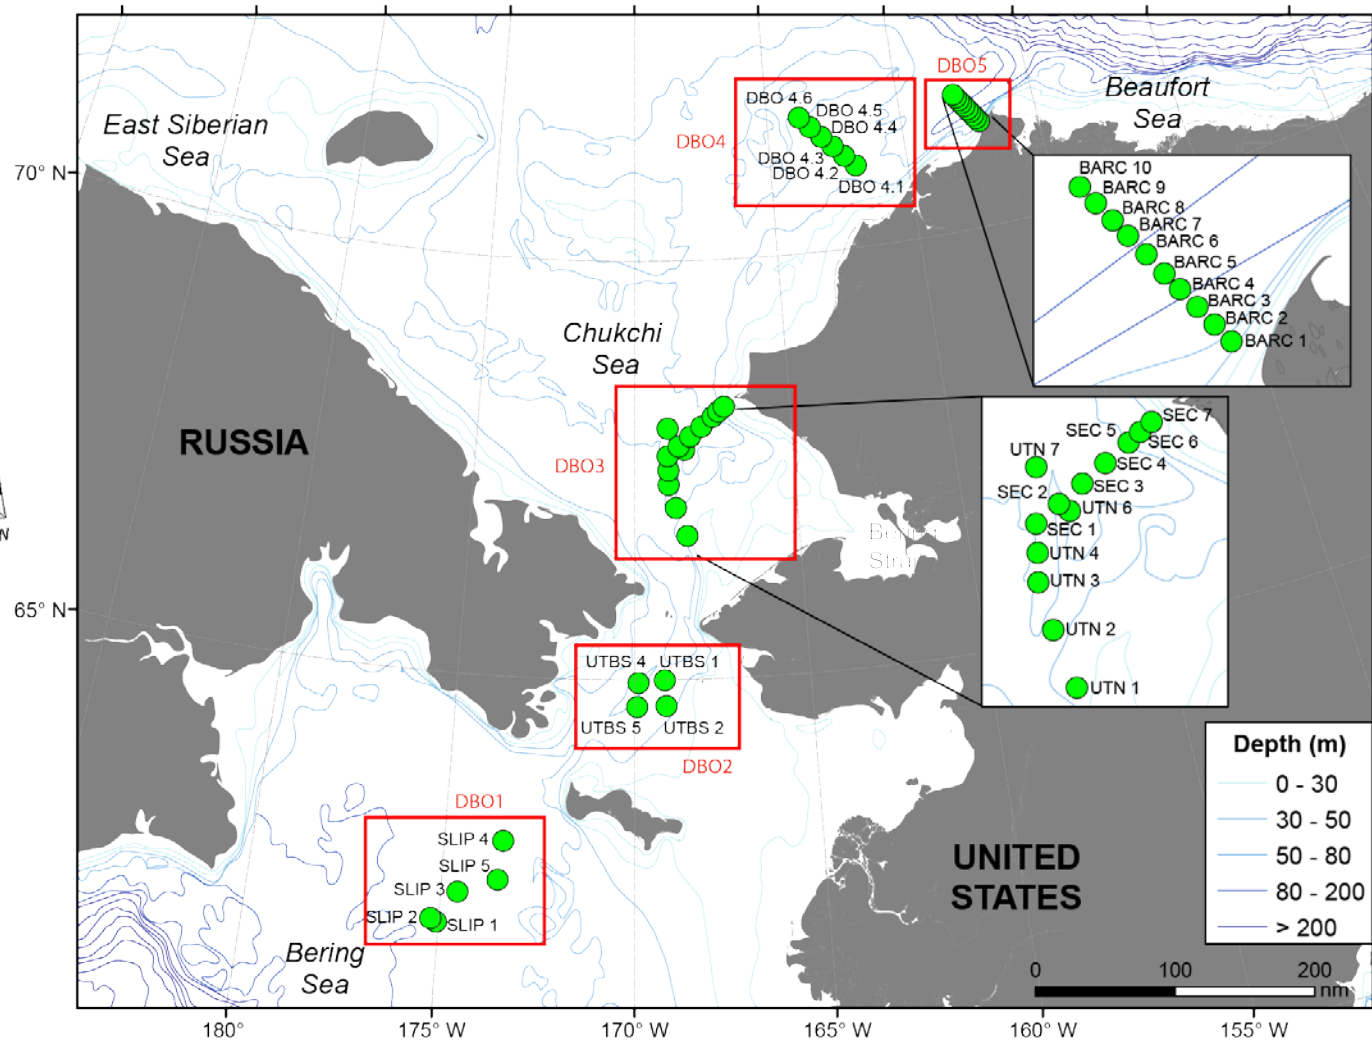 DBO5
Beaufort
Sea
East Siberian
Sea
DBO 4.6
DBO 4.5
DBO 4.4
DBO4
DBO 4.3
DBO 4.2
DBO 4.1
70° N
BARC 10
BARC 9
BARC 8
BARC 7
BARC 6
BARC 5
BARC 4
BARC 3
BARC 2
BARC 1
Chukchi
Sea
RUSSIA
DBO3
SEC 7
SEC 5
SEC 6
UTN 7
SEC 4
SEC 3
SEC 2
UTN 6
SEC 1
UTN 4
UTN 3
UTN 2
UTN 1
N
65° N
UTBS 4
UTBS 1
UTBS 5
UTBS 2
DBO2
DBO1
SLIP 4
SLIP 5
SLIP 3
SLIP 2
SLIP 1
Bering
Sea
UNITED
STATES
Depth (m)
0 - 30
30 - 50
50 - 80
80 - 200
> 200
0 100 200
nm
180° 175° W 170° W 165° W 160° W 155° W